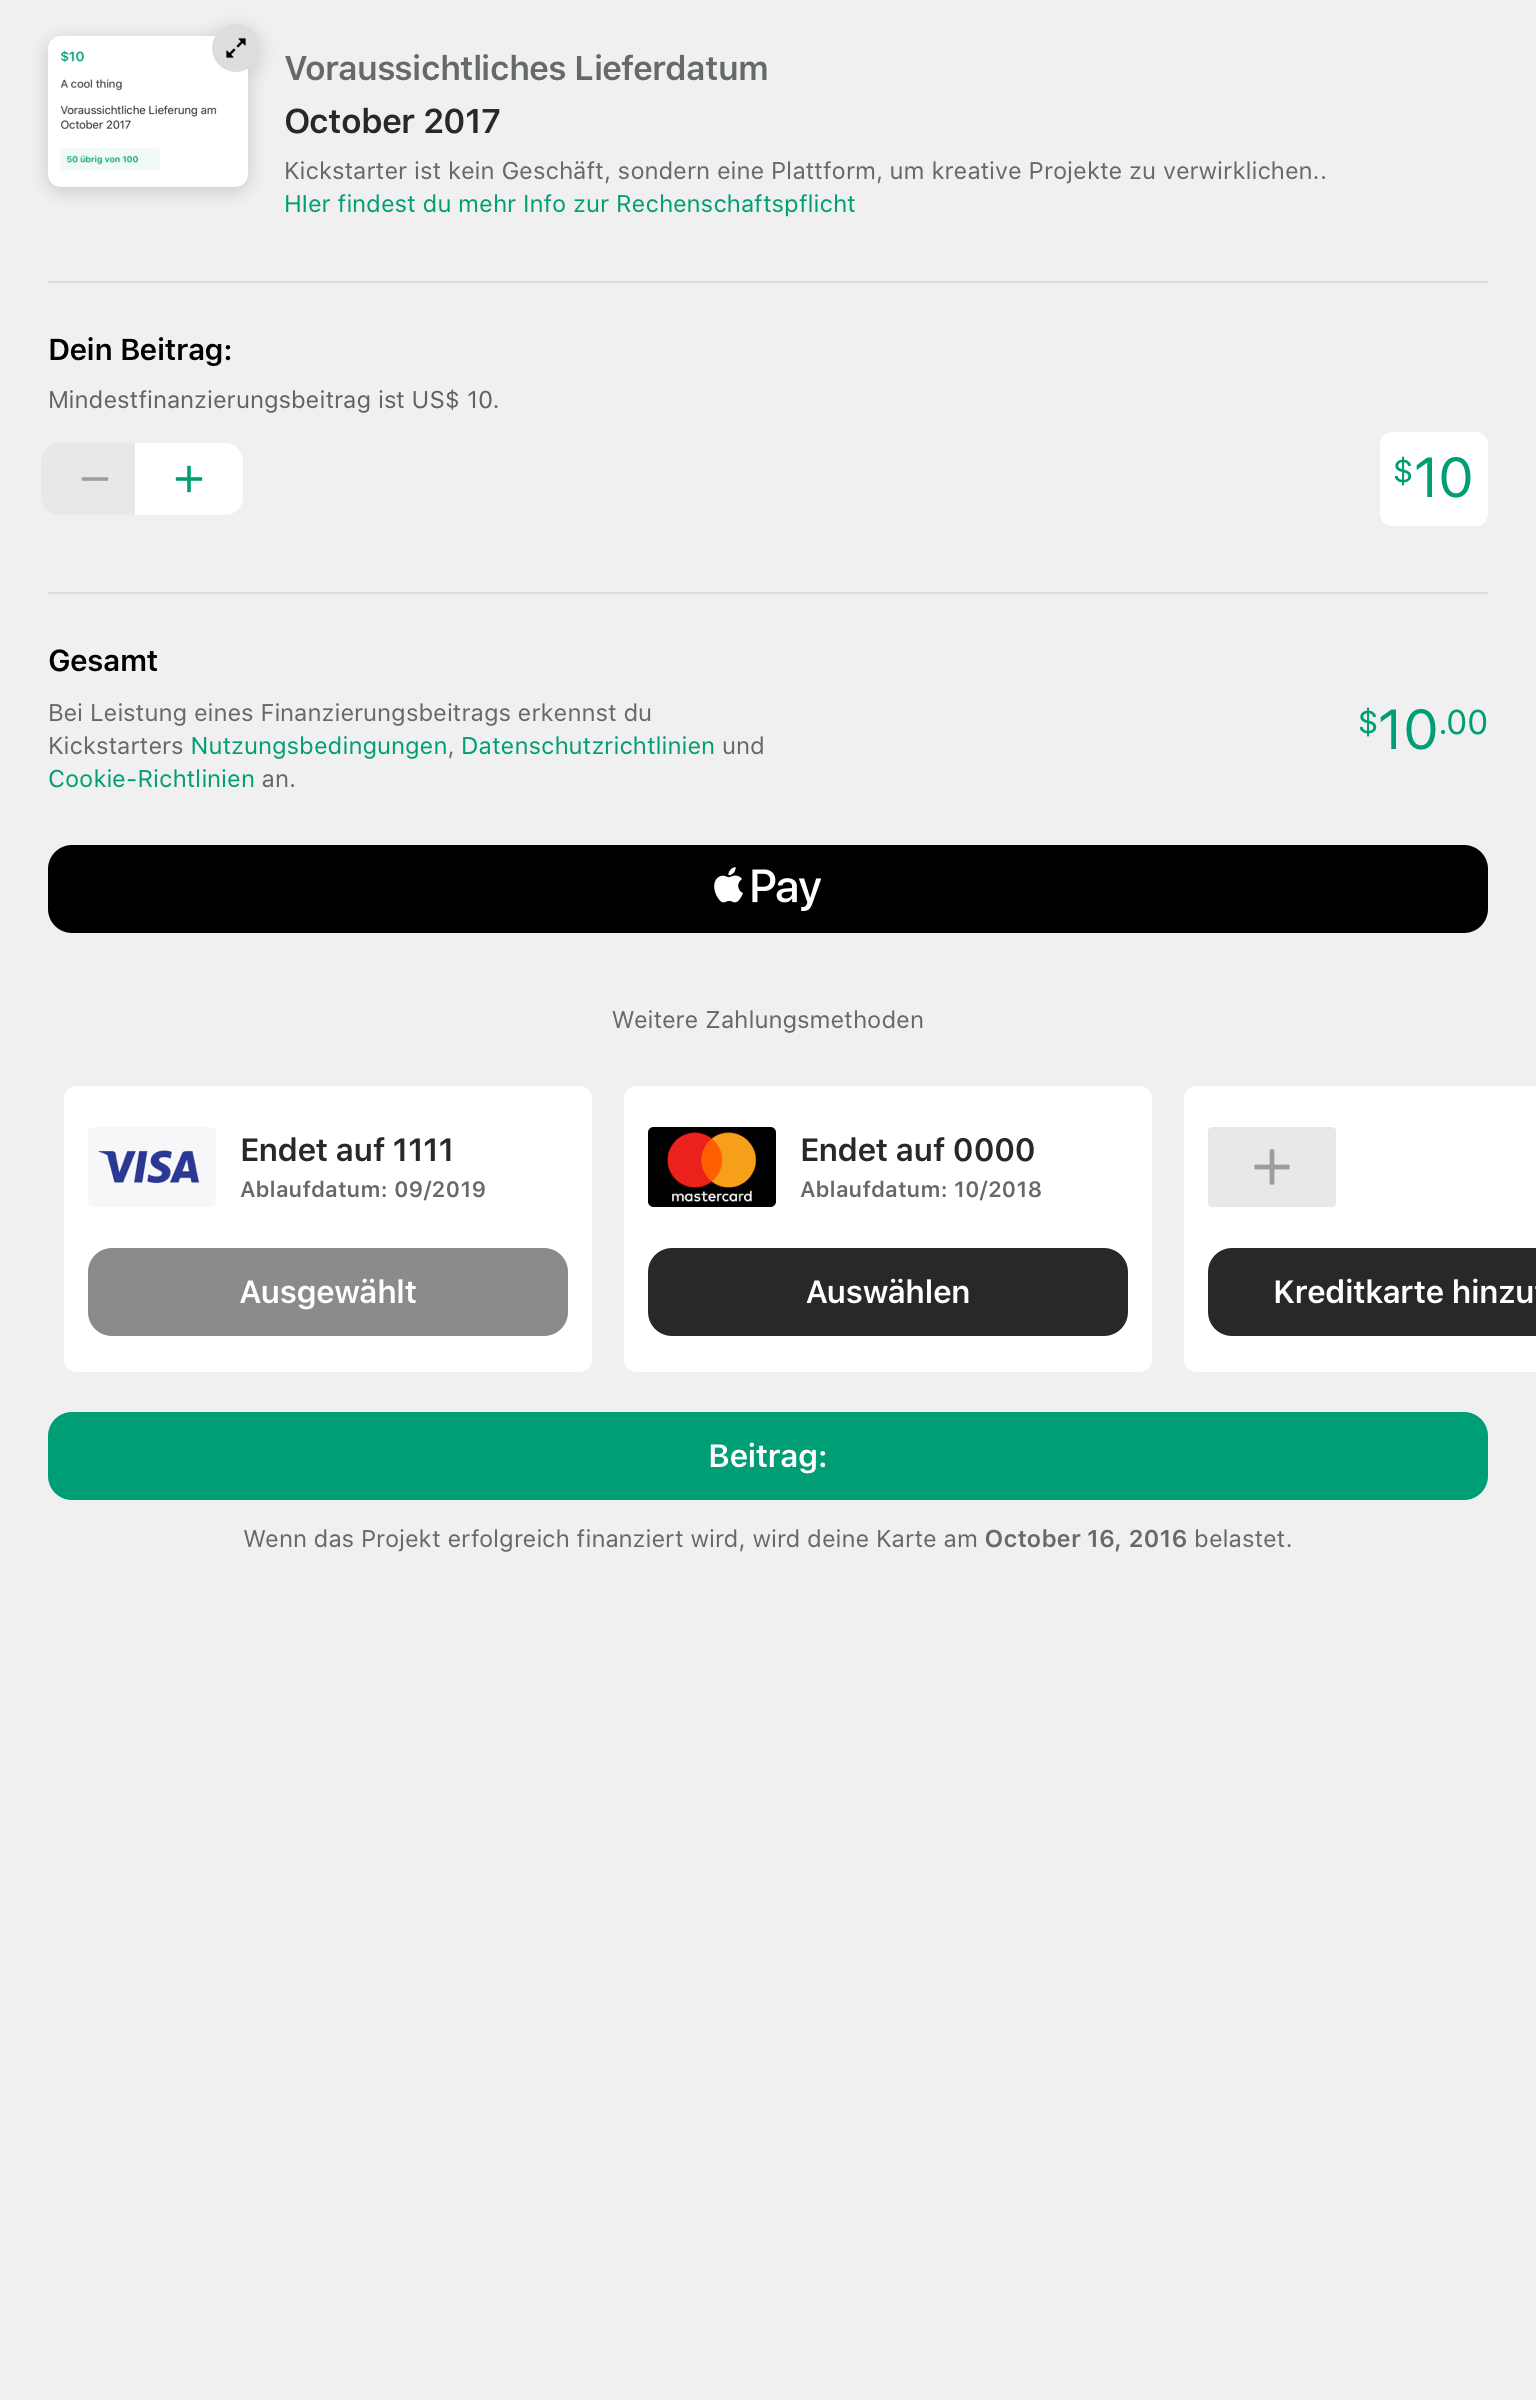 $10
A cool thing
Voraussichtliche Lieferung am
October 2017
50 übrig von 100
Voraussichtliches Lieferdatum
October 2017
Kickstarter ist kein Geschäft, sondern eine Plattform, um kreative Projekte zu verwirklichen..
HIer findest du mehr Info zur Rechenschaftspflicht
Dein Beitrag:
Mindestfinanzierungsbeitrag ist US$ 10.
$10
Gesamt
Bei Leistung eines Finanzierungsbeitrags erkennst du
Kickstarters Nutzungsbedingungen, Datenschutzrichtlinien und
Cookie-Richtlinien an.
$10.00
Pay
Weitere Zahlungsmethoden
VISA
Endet auf 1111
Ablaufdatum: 09/2019
Ausgewählt
mastercard
Endet auf 0000
Ablaufdatum: 10/2018
Auswählen
Kreditkarte
Beitrag:
Wenn das Projekt erfolgreich finanziert wird, wird deine Karte am October 16, 2016 belastet.